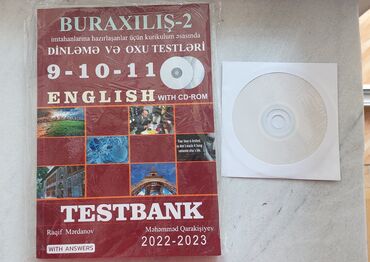 BURAXILIŞ-2
imtahanlarına hazırlaşanlar üçün kurikulum əsasında
DİNLƏMƏ VƏ OXU TESTLƏRİ
9-10-11
ENGLISH WITH CD-ROM
TESTBANK
Raqif Mərdanov
Məhəmməd Qarakişiyev
WITH ANSWERS
2022-2023